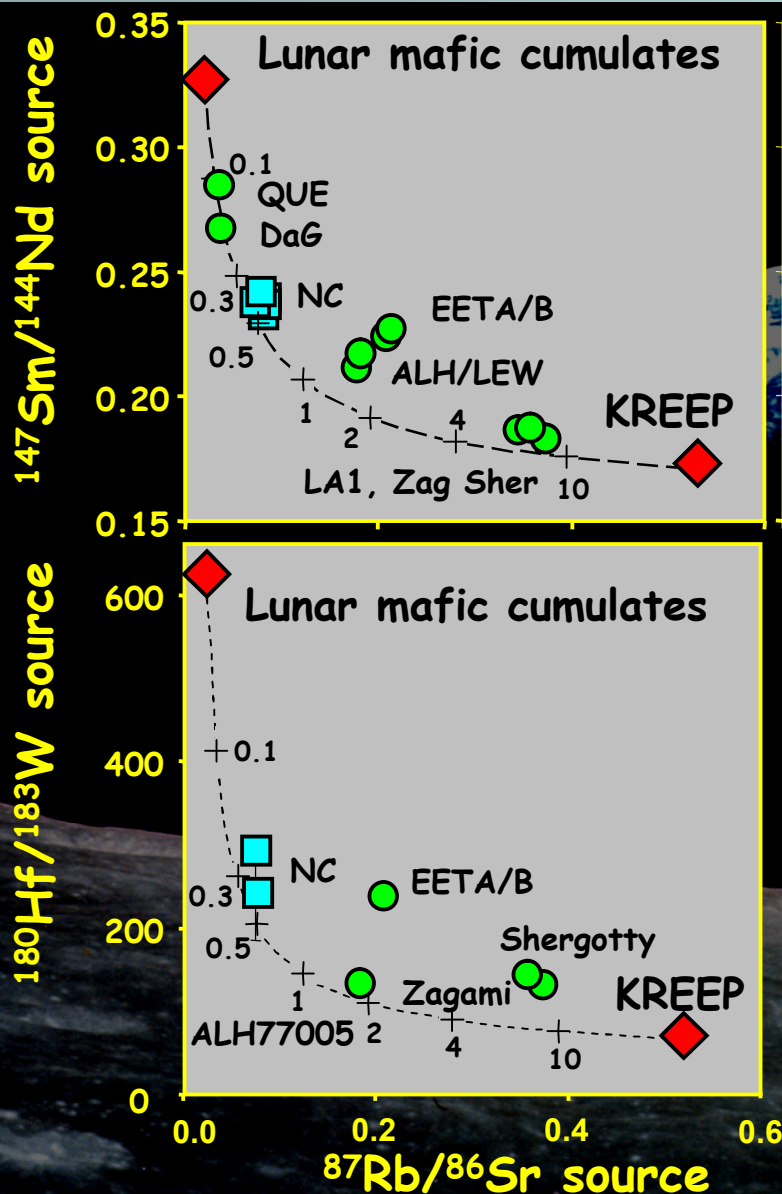 0.35
Lunar mafic cumulates
0.30
0.1
QUE
DaG
0.25
0.3
NC
EETA/B
0.5
ALH/LEW
0.20
1
2
4
KREEP
LA1, Zag Sher
10
0.15
147Sm/144Nd source
600
Lunar mafic cumulates
400
0.1
NC
0.3
EETA/B
200
0.5
Shergotty
1
Zagami
KREEP
ALH77005
2
4
10
0
180Hf/183W source
0.0
0.2
0.4
0.6
87Rb/86Sr source